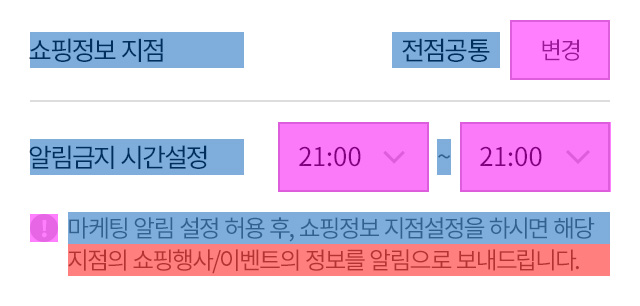 쇼핑정보 지점 전점공통 변경
알림금지 시간설정 21:00 ~ 21:00
! 마케팅 알림 설정 허용 후, 쇼핑정보 지점설정을 하시면 해당
지점의 쇼핑행사/이벤트의 정보를 알림으로 보내드립니다.